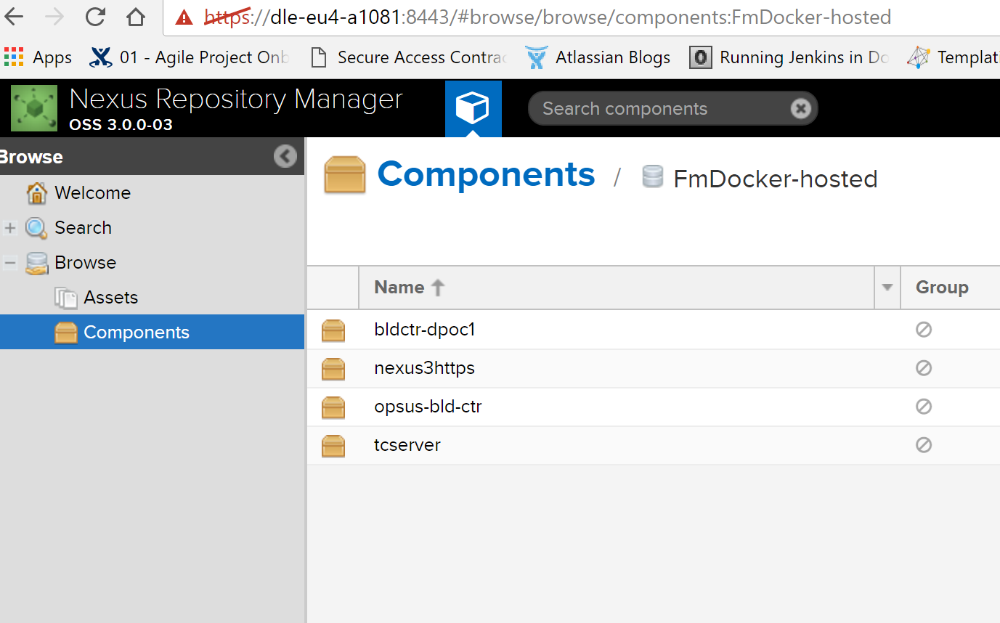 https://dle-eu4-a1081:8443/#browse/browse/components:FmDocker-hosted
Apps 01 - Agile Project Onb Secure Access Contrac Atlassian Blogs Running Jenkins in Do Templati
Nexus Repository Manager
OSS 3.0.0-03
Search components
Browse
Welcome
Search
Browse
Assets
Components
Components / FmDocker-hosted
Name Group
bldctr-dpoc1
nexus3https
opsus-bld-ctr
tcserver